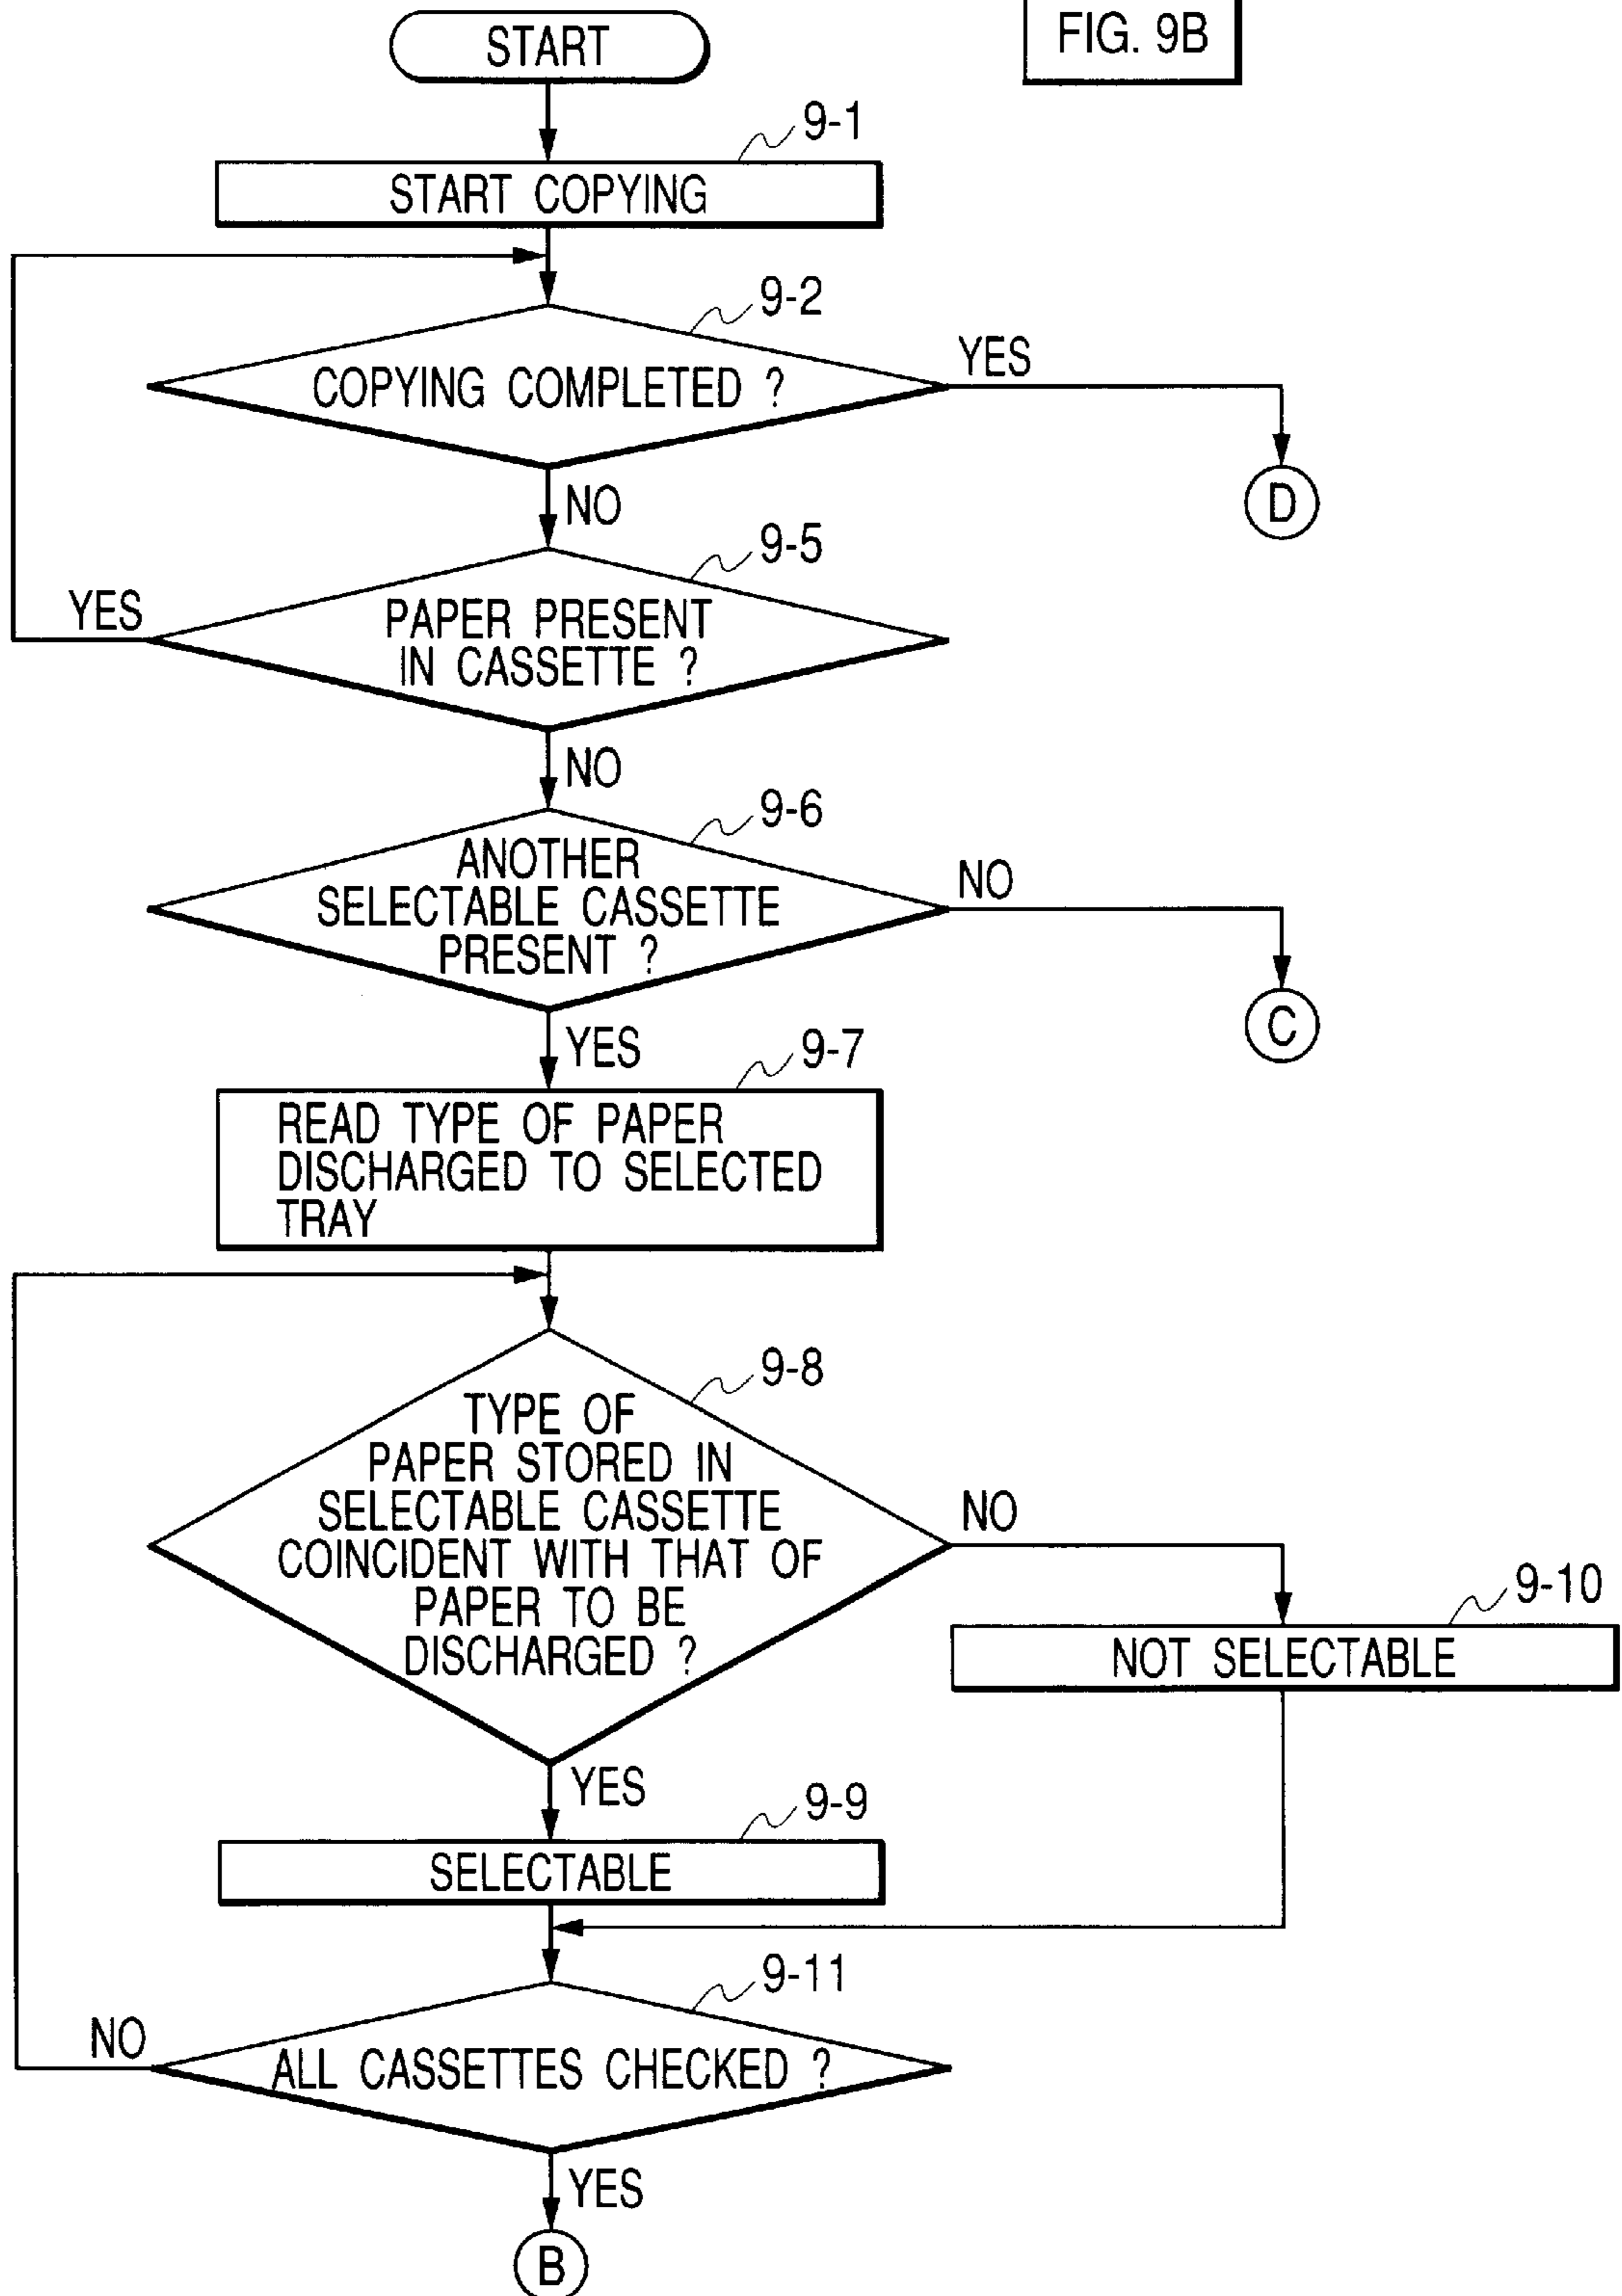 FIG. 9B
START
9-1
START COPYING
9-2
COPYING COMPLETED ?
YES
D
NO
9-5
PAPER PRESENT
IN CASSETTE ?
YES
NO
9-6
ANOTHER
SELECTABLE CASSETTE
PRESENT ?
NO
C
YES
9-7
READ TYPE OF PAPER
DISCHARGED TO SELECTED
TRAY
9-8
TYPE OF
PAPER STORED IN
SELECTABLE CASSETTE
COINCIDENT WITH THAT OF
PAPER TO BE
DISCHARGED ?
NO
9-10
NOT SELECTABLE
YES
9-9
SELECTABLE
9-11
ALL CASSETTES CHECKED ?
NO
YES
B